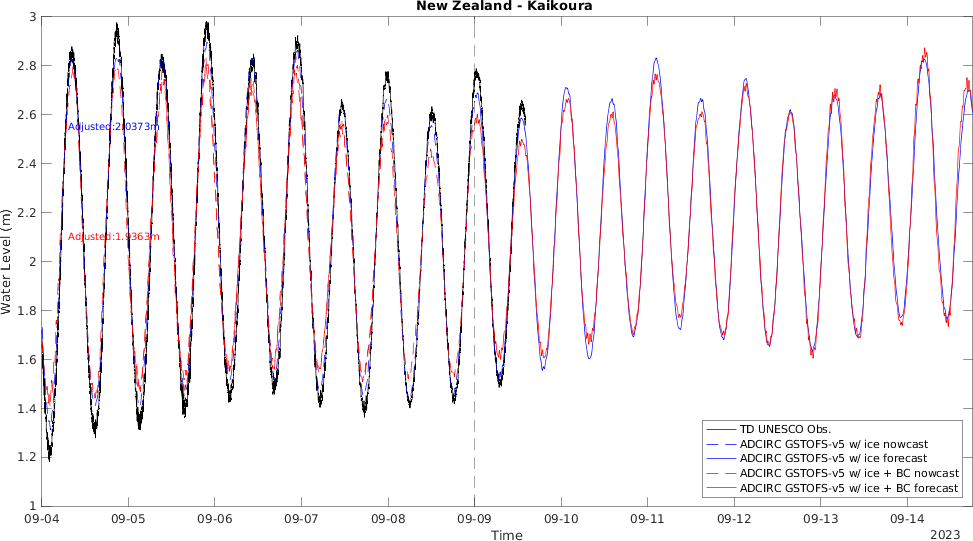 New Zealand - Kaikoura
3
2.8
2.6
2.4
2.2
2
1.8
1.6
1.4
1.2
1
Water Level (m)
Adjusted:2.0373m
Adjusted:1.9363m
TD UNESCO Obs.
ADCIRC GSTOFS-v5 w/ ice nowcast
ADCIRC GSTOFS-v5 w/ ice forecast
ADCIRC GSTOFS-v5 w/ ice + BC nowcast
ADCIRC GSTOFS-v5 w/ ice + BC forecast
09-04 09-05 09-06 09-07 09-08 09-09 09-10 09-11 09-12 09-13 09-14
Time
2023